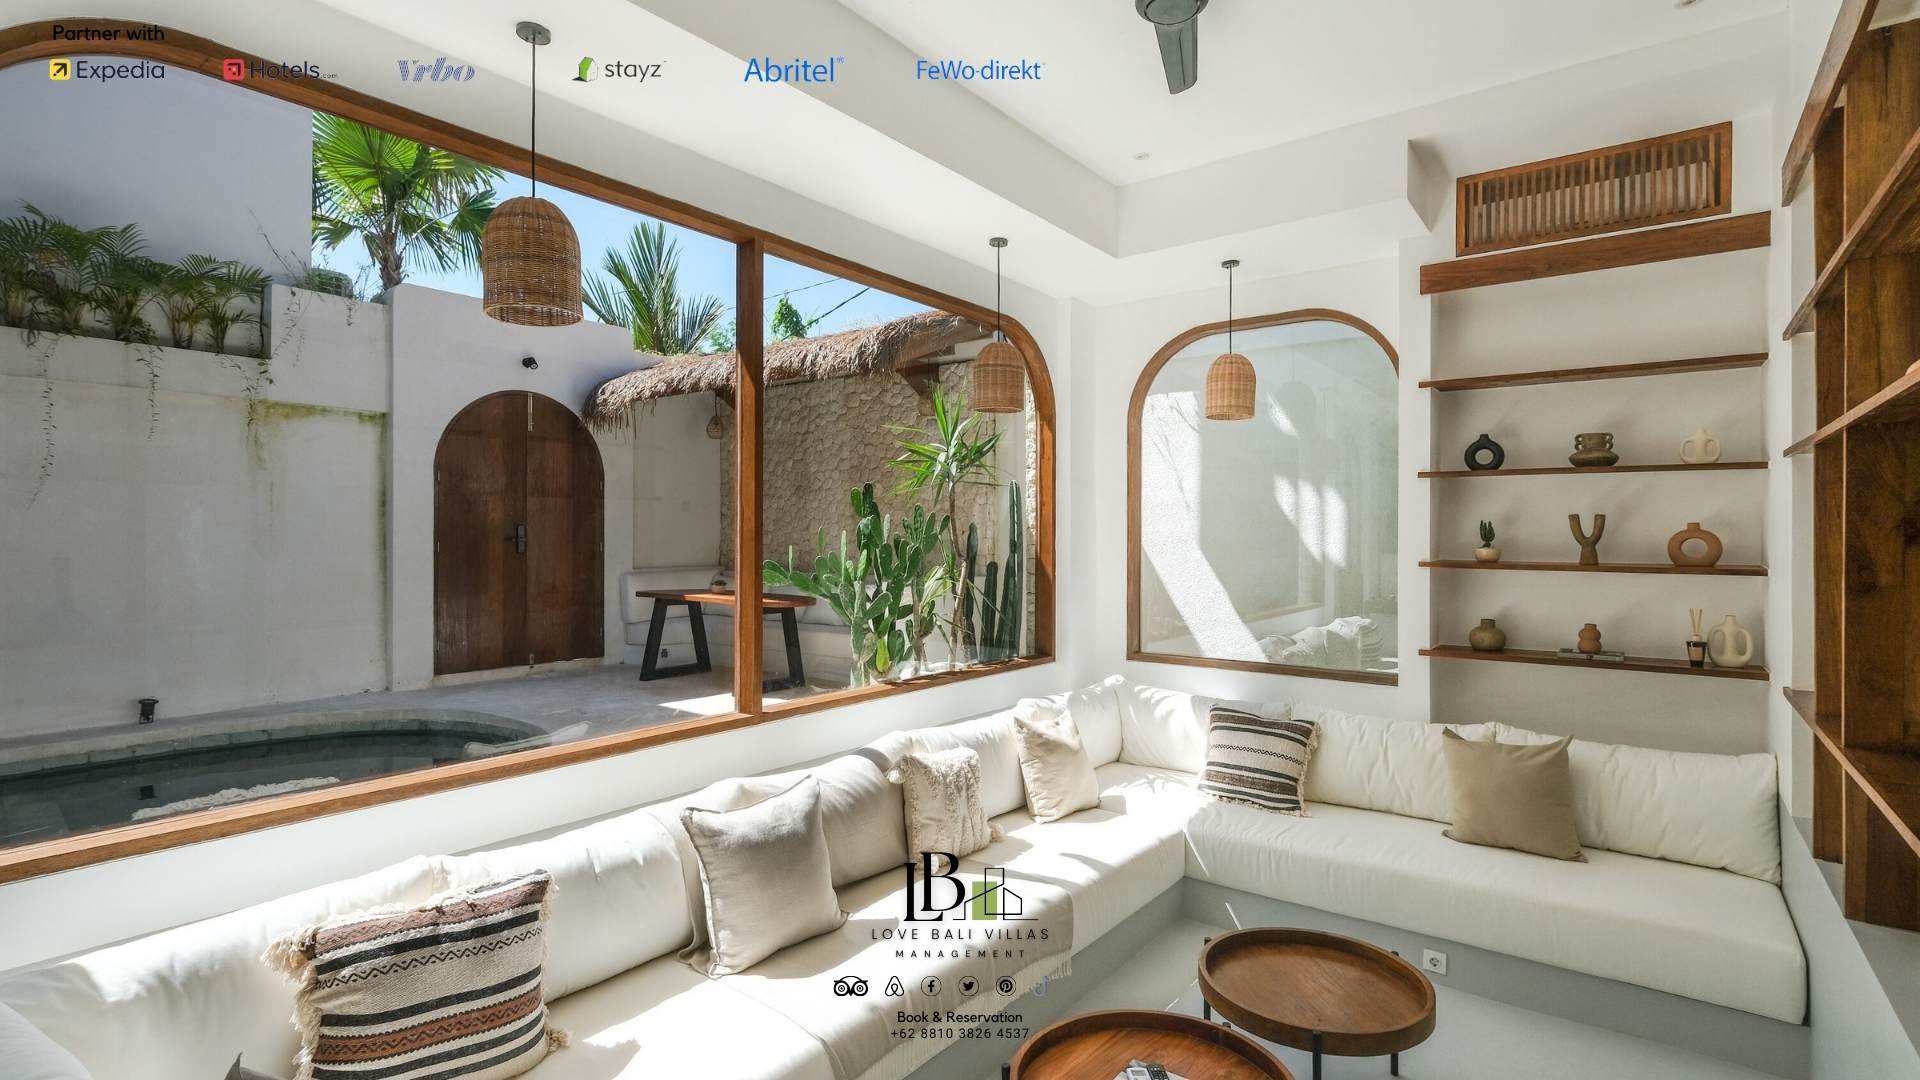 Partner with
Expedia
Hotels.com
Vrbo
stayz
Abritel
FeWo-direkt
LB
LOVE BALI VILLAS
MANAGEMENT
Book & Reservation
+62 8810 3826 4537